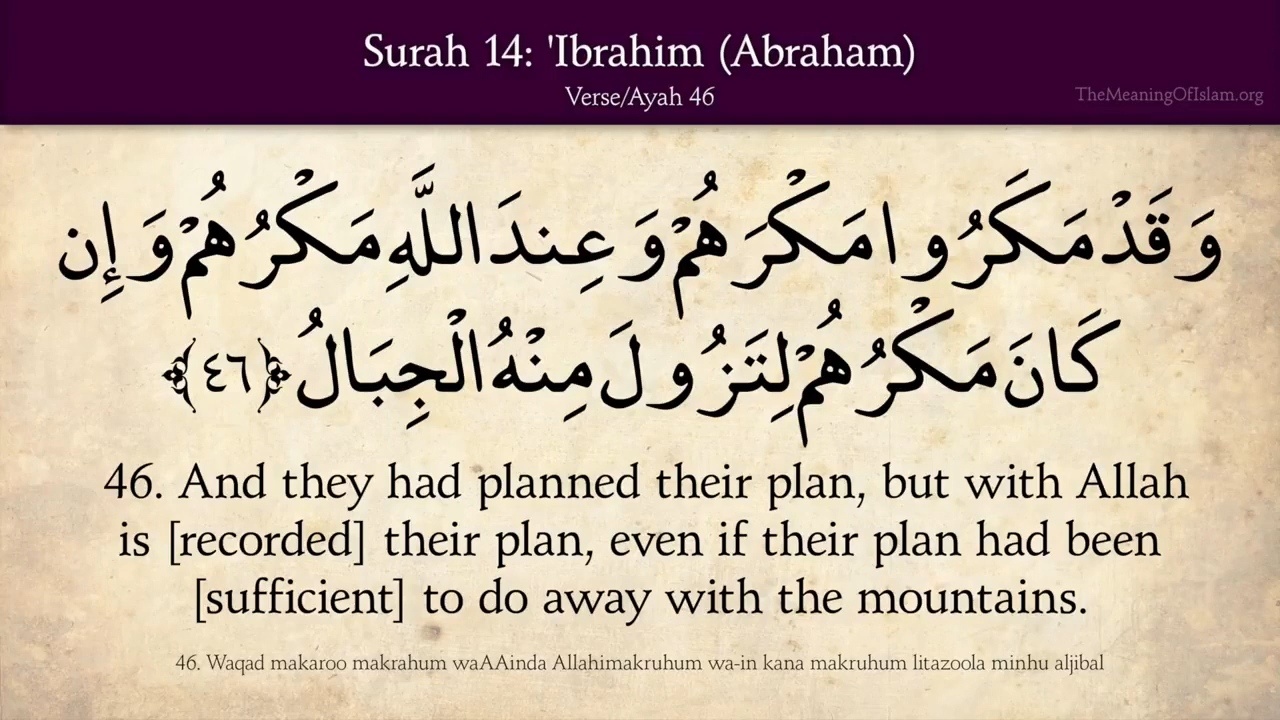 Surah 14: 'Ibrahim (Abraham)
Verse/Ayah 46
TheMeaningOfIslam.org
وَقَدْ مَكَرُوا مَكْرَهُمْ وَعِندَ اللَّهِ مَكْرُهُمْ وَإِن
كَانَ مَكْرُهُمْ لِتَزُولَ مِنْهُ الْجِبَالُ ﴿٤٦﴾
46. And they had planned their plan, but with Allah
is [recorded] their plan, even if their plan had been
[sufficient] to do away with the mountains.
46. Waqad makaroo makrahum waAAinda Allahimakruhum wa-in kana makruhum litazoola minhu aljibal